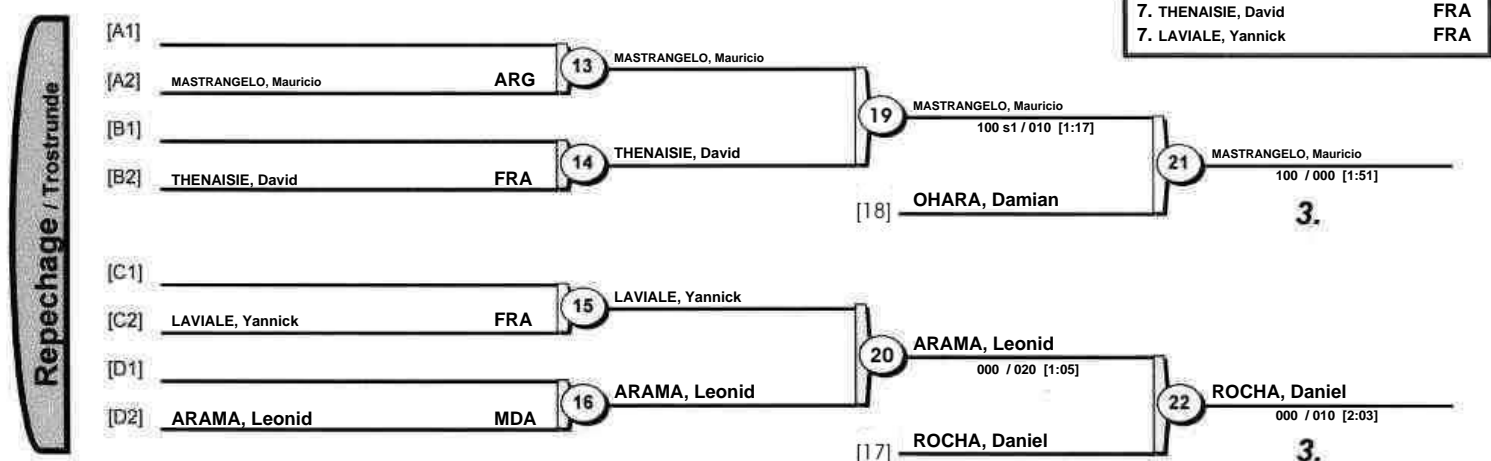 7. THENAISIE, David FRA
7. LAVIALE, Yannick FRA
Repechage / Trostrunde
[A1]
[A2] MASTRANGELO, Mauricio ARG
13 MASTRANGELO, Mauricio
[B1]
[B2] THENAISIE, David FRA
14 THENAISIE, David
19 MASTRANGELO, Mauricio
100 s1 / 010 [1:17]
[18] OHARA, Damian
21 MASTRANGELO, Mauricio
100 / 000 [1:51]
3.
[C1]
[C2] LAVIALE, Yannick FRA
15 LAVIALE, Yannick
[D1]
[D2] ARAMA, Leonid MDA
16 ARAMA, Leonid
20 ARAMA, Leonid
000 / 020 [1:05]
[17] ROCHA, Daniel
22 ROCHA, Daniel
000 / 010 [2:03]
3.